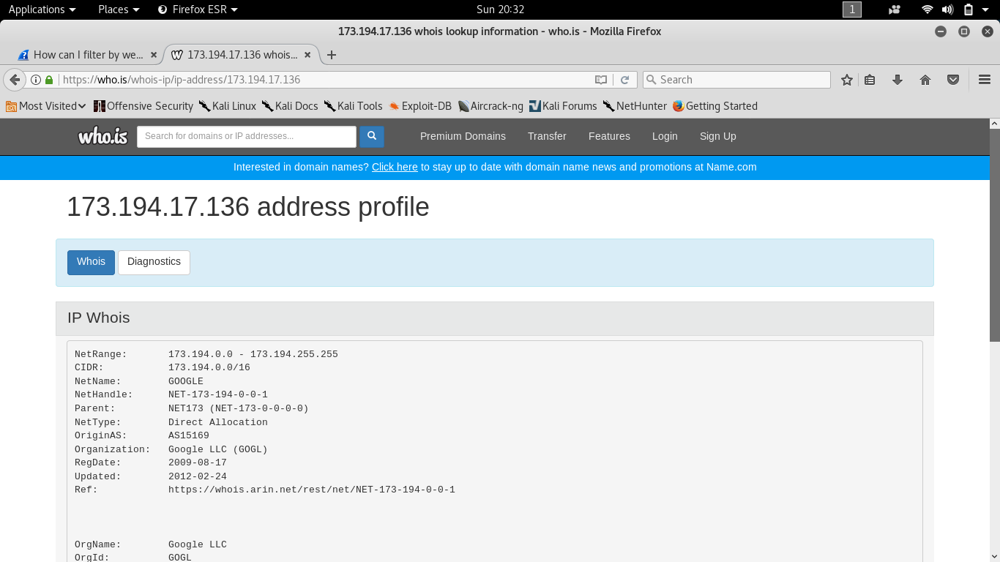 Applications Places Firefox ESR Sun 20:32 1
173.194.17.136 whois lookup information - who.is - Mozilla Firefox
How can I filter by we... 173.194.17.136 whois...
https://who.is/whois-ip/ip-address/173.194.17.136 Search
Most Visited Offensive Security Kali Linux Kali Docs Kali Tools Exploit-DB Aircrack-ng Kali Forums NetHunter Getting Started
who.is Search for domains or IP addresses... Premium Domains Transfer Features Login Sign Up
Interested in domain names? Click here to stay up to date with domain name news and promotions at Name.com
173.194.17.136 address profile
Whois Diagnostics
IP Whois
NetRange: 173.194.0.0 - 173.194.255.255
CIDR: 173.194.0.0/16
NetName: GOOGLE
NetHandle: NET-173-194-0-0-1
Parent: NET173 (NET-173-0-0-0-0)
NetType: Direct Allocation
OriginAS: AS15169
Organization: Google LLC (GOGL)
RegDate: 2009-08-17
Updated: 2012-02-24
Ref: https://whois.arin.net/rest/net/NET-173-194-0-0-1
OrgName: Google LLC
OrgId: GOGL